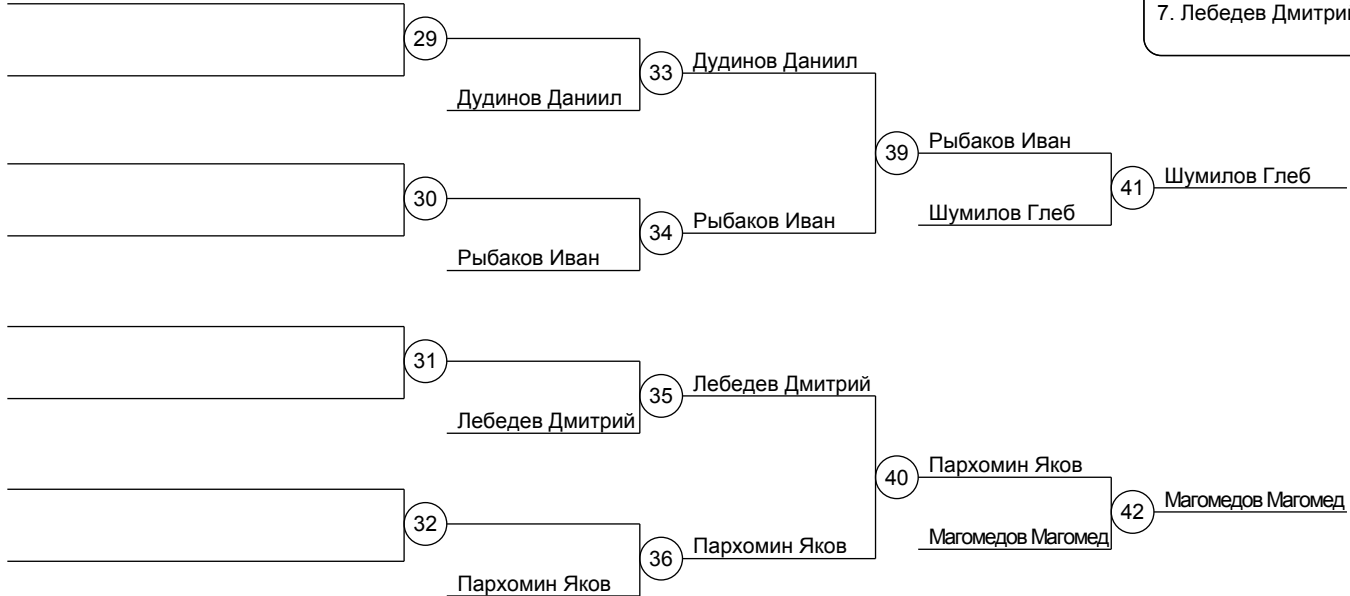 7. Лебедев Дмитрий
29
33
Дудинов Даниил
Дудинов Даниил
39
Рыбаков Иван
30
34
Рыбаков Иван
Рыбаков Иван
Шумилов Глеб
41
Шумилов Глеб
31
35
Лебедев Дмитрий
Лебедев Дмитрий
40
Пархомин Яков
32
36
Пархомин Яков
Пархомин Яков
Магомедов Магомед
42
Магомедов Магомед